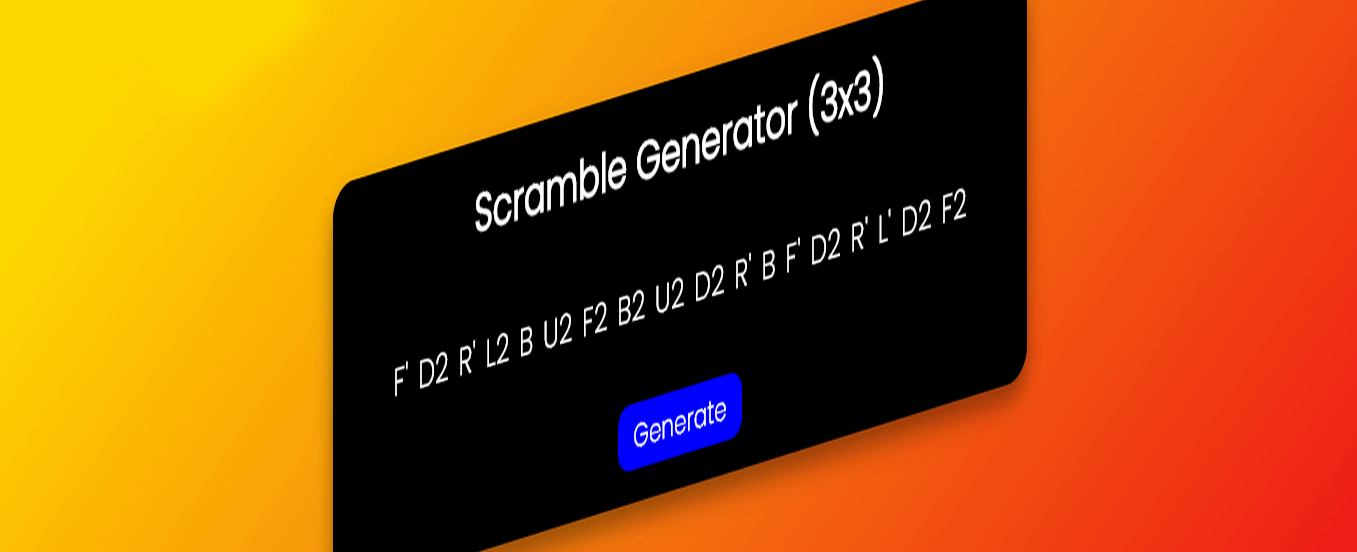 Scramble Generator (3x3)
F' D2 R' L2 B U2 F2 B2 U2 D2 R' B F' D2 R' L' D2 F2
Generate